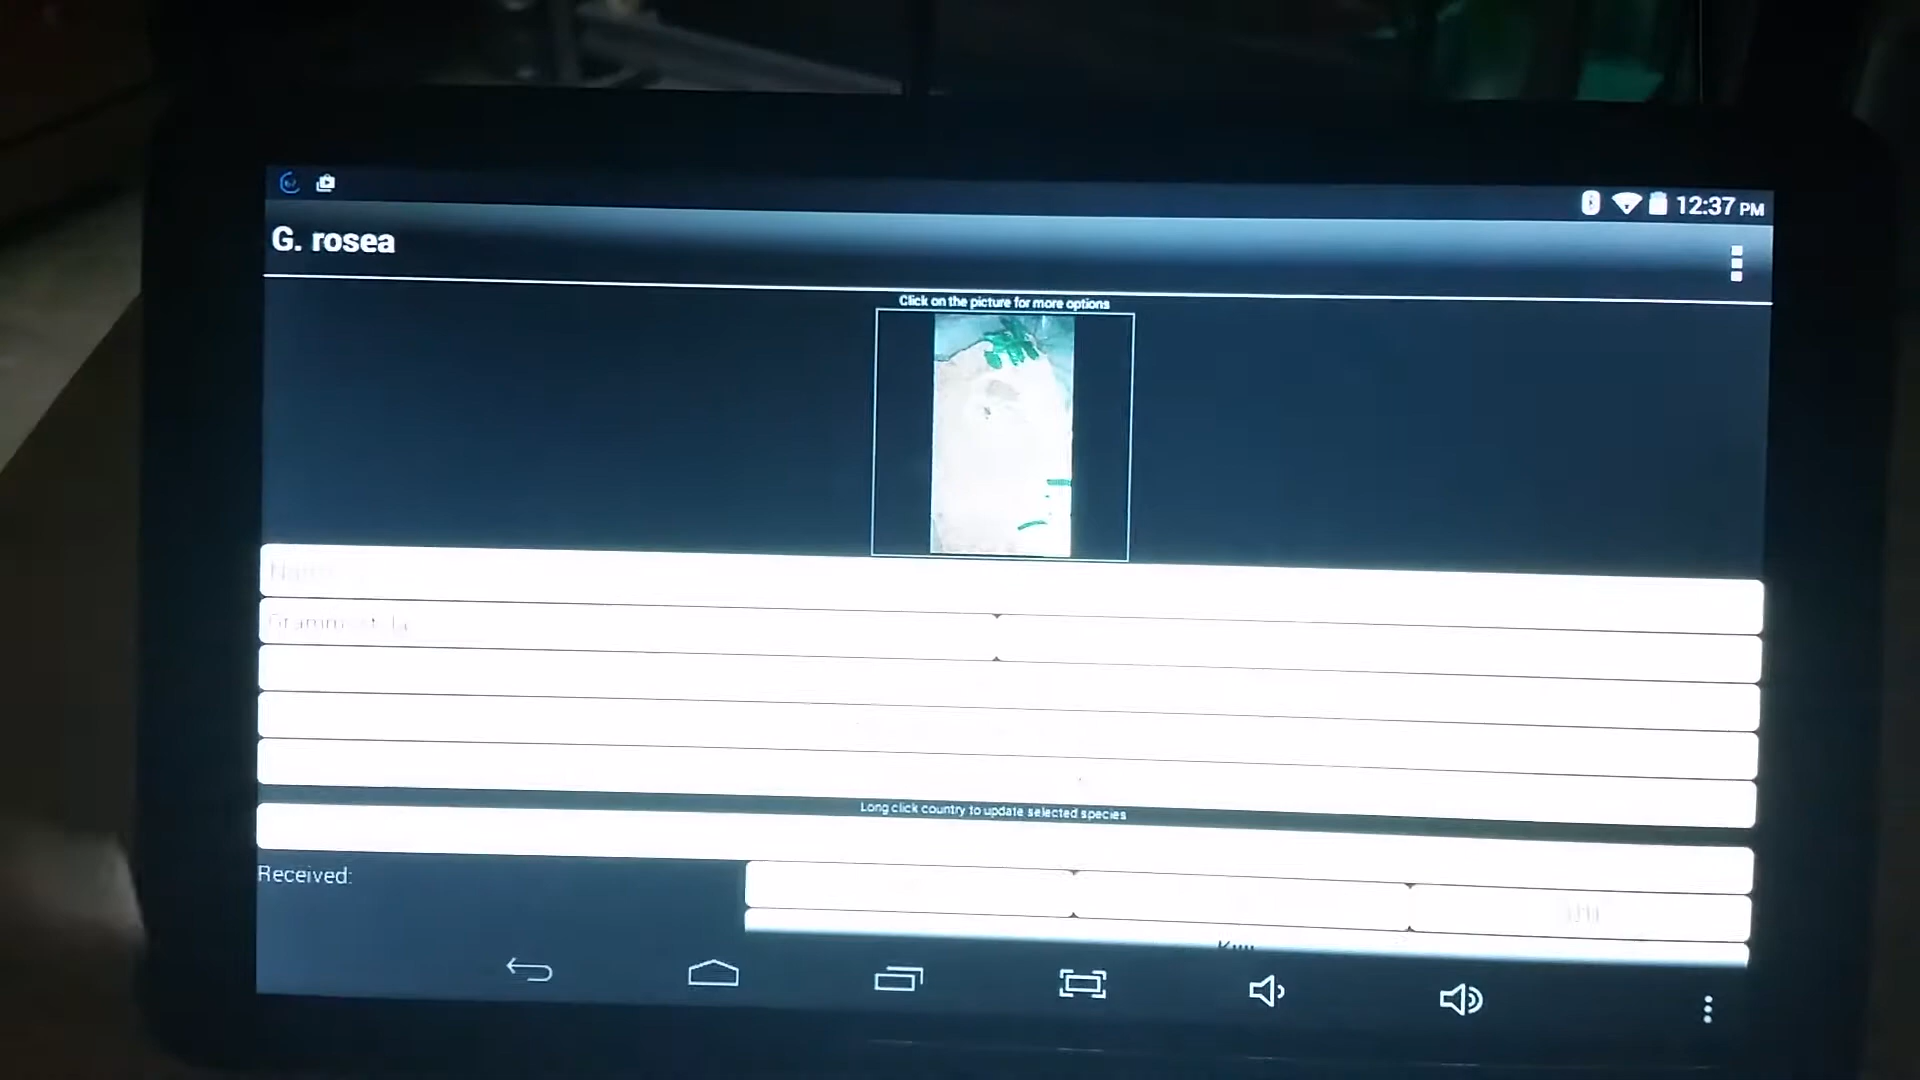 12:37 PM
G. rosea
Click on the picture for more options
Name
Long click country to update selected species
Received: